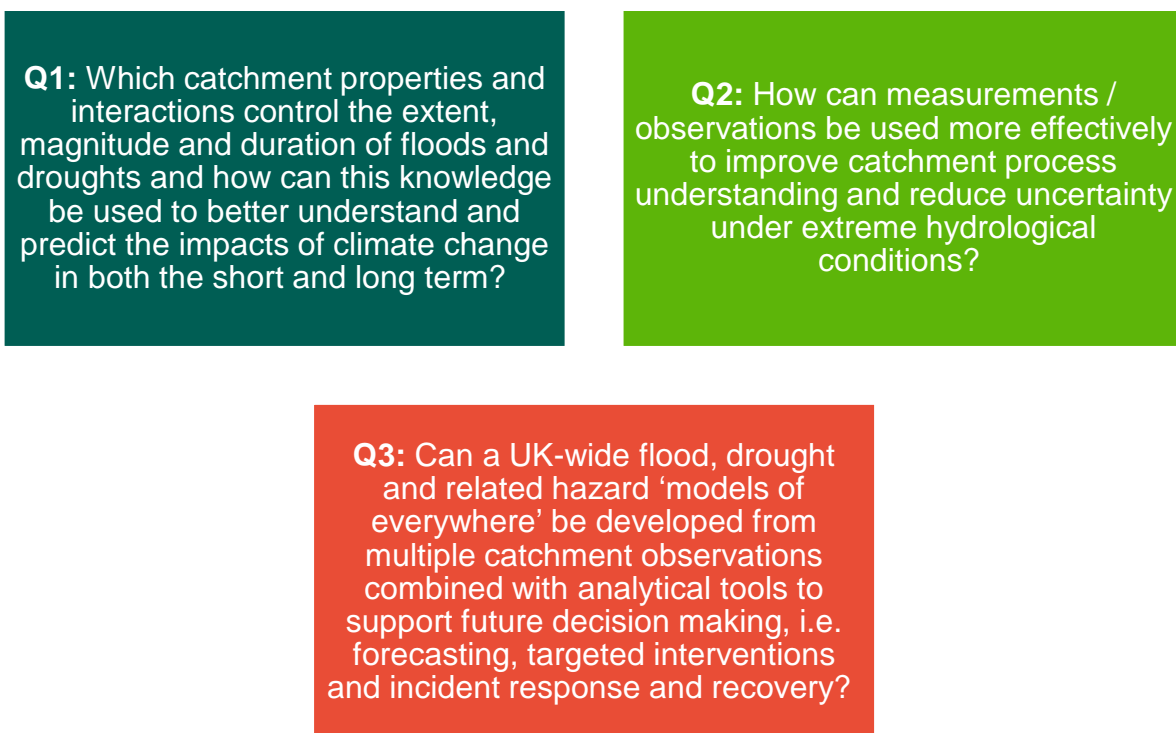 Q1: Which catchment properties and
interactions control the extent,
magnitude and duration of floods and
droughts and how can this knowledge
be used to better understand and
predict the impacts of climate change
in both the short and long term?
Q2: How can measurements /
observations be used more effectively
to improve catchment process
understanding and reduce uncertainty
under extreme hydrological
conditions?
Q3: Can a UK-wide flood, drought
and related hazard ‘models of
everywhere’ be developed from
multiple catchment observations
combined with analytical tools to
support future decision making, i.e.
forecasting, targeted interventions
and incident response and recovery?